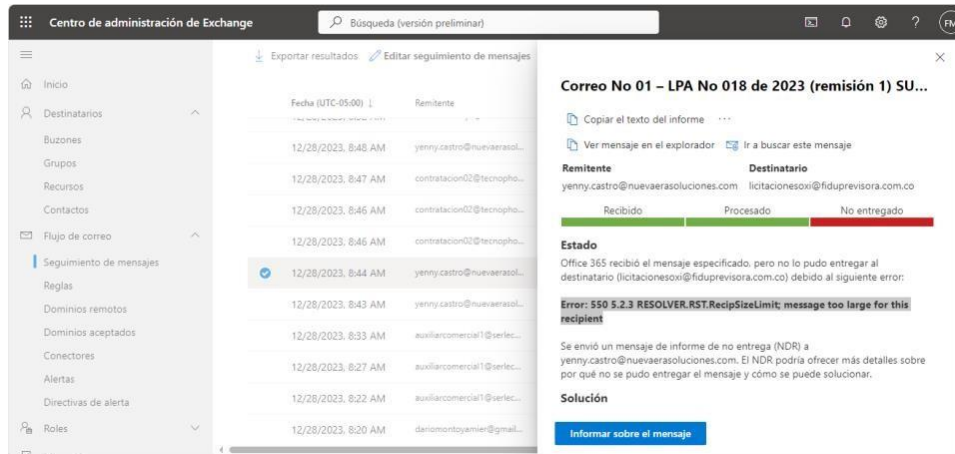 Centro de administración de Exchange
Búsqueda (versión preliminar)
FM
Exportar resultados
Editar seguimiento de mensajes
Inicio
Destinatarios
Buzones
Grupos
Recursos
Contactos
Flujo de correo
Seguimiento de mensajes
Reglas
Dominios remotos
Dominios aceptados
Conectores
Alertas
Directivas de alerta
Roles
Fecha (UTC-05:00) ↓ Remitente
12/28/2023, 8:48 AM yenny.castro@nuevaerasol...
12/28/2023, 8:47 AM contratacion02@tecnopho...
12/28/2023, 8:46 AM contratacion02@tecnopho...
12/28/2023, 8:46 AM contratacion02@tecnopho...
12/28/2023, 8:44 AM yenny.castro@nuevaerasol...
12/28/2023, 8:43 AM yenny.castro@nuevaerasol...
12/28/2023, 8:33 AM auxiliarcomercial1@serlec...
12/28/2023, 8:27 AM auxiliarcomercial1@serlec...
12/28/2023, 8:22 AM auxiliarcomercial1@serlec...
12/28/2023, 8:20 AM dariomontoyamier@gmail...
Correo No 01 – LPA No 018 de 2023 (remisión 1) SU...
Copiar el texto del informe ...
Ver mensaje en el explorador
Ir a buscar este mensaje
Remitente Destinatario
yenny.castro@nuevaerasoluciones.com licitacionesoxi@fiduprevisora.com.co
Recibido Procesado No entregado
Estado
Office 365 recibió el mensaje especificado, pero no lo pudo entregar al
destinatario (licitacionesoxi@fiduprevisora.com.co) debido al siguiente error:
Error: 550 5.2.3 RESOLVER.RST.RecipSizeLimit; message too large for this
recipient
Se envió un mensaje de informe de no entrega (NDR) a
yenny.castro@nuevaerasoluciones.com. El NDR podría ofrecer más detalles sobre
por qué no se pudo entregar el mensaje y cómo se puede solucionar.
Solución
Informar sobre el mensaje